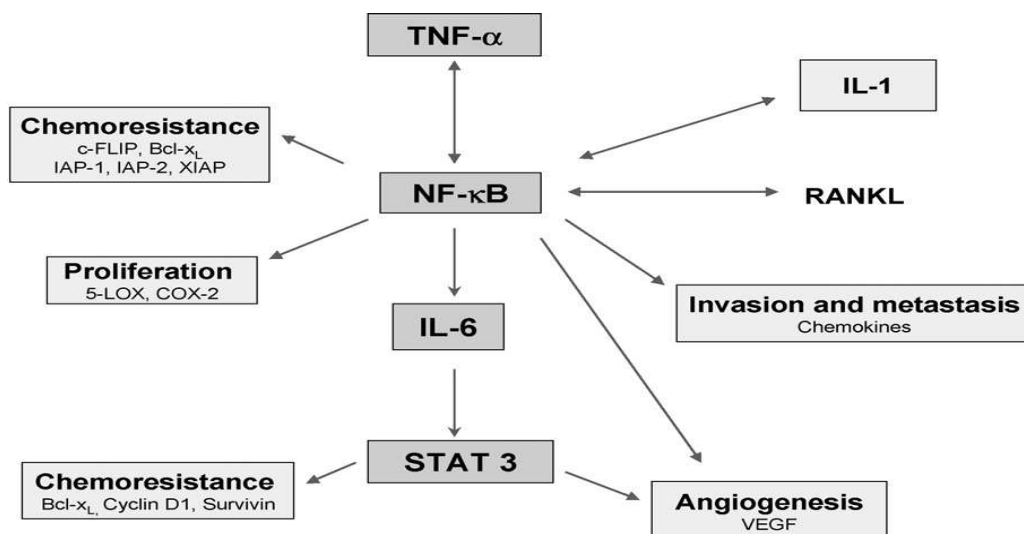 TNF-α
IL-1
Chemoresistance
c-FLIP, Bcl-xL
IAP-1, IAP-2, XIAP
NF-κB
RANKL
Proliferation
5-LOX, COX-2
Invasion and metastasis
Chemokines
IL-6
STAT 3
Chemoresistance
Bcl-xL, Cyclin D1, Survivin
Angiogenesis
VEGF